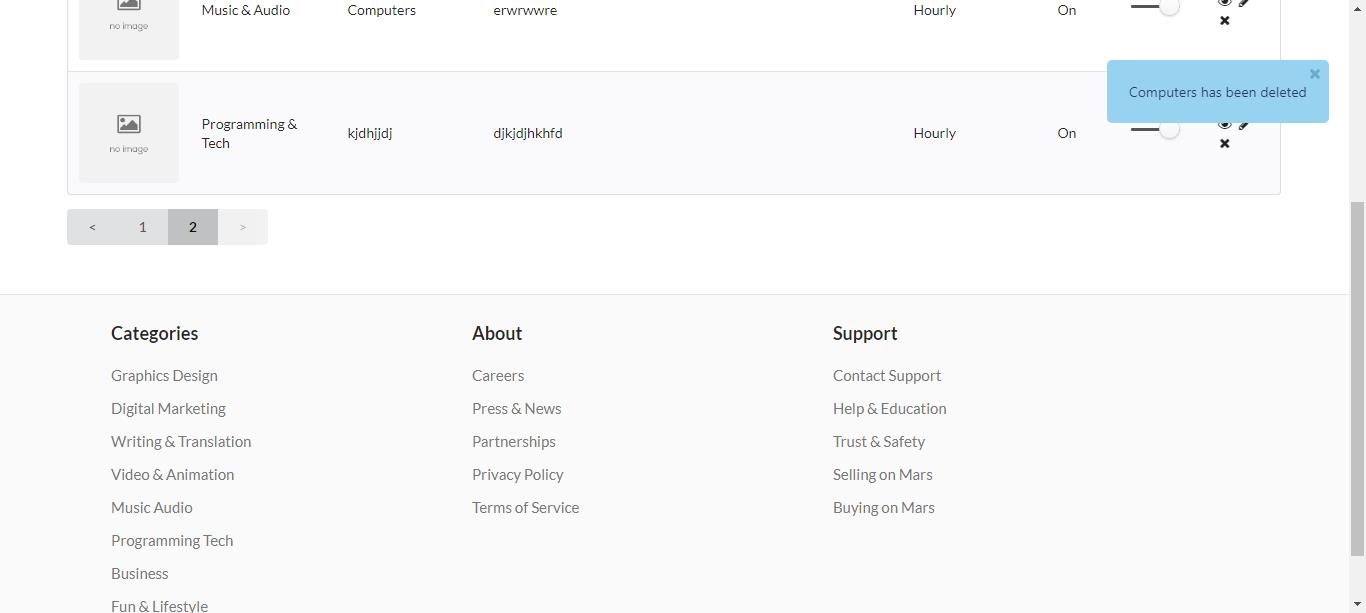 no image
Music & Audio
Computers
erwrwwre
Hourly
On
Computers has been deleted
no image
Programming &
Tech
kjdhjjdj
djkjdjhkhfd
Hourly
On
< 1 2 >
Categories
Graphics Design
Digital Marketing
Writing & Translation
Video & Animation
Music Audio
Programming Tech
Business
Fun & Lifestyle
About
Careers
Press & News
Partnerships
Privacy Policy
Terms of Service
Support
Contact Support
Help & Education
Trust & Safety
Selling on Mars
Buying on Mars